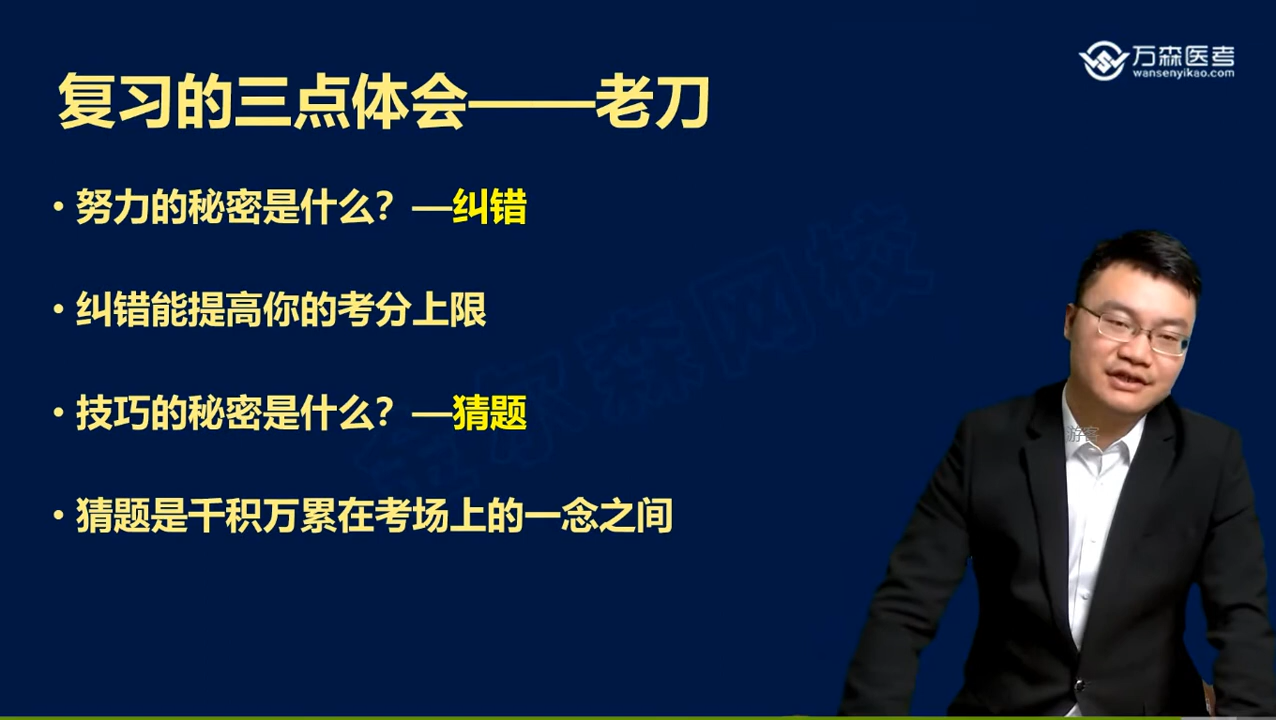 万森医考
wansenyikao.com
复习的三点体会——老刀
• 努力的秘密是什么？—纠错
• 纠错能提高你的考分上限
• 技巧的秘密是什么？—猜题
• 猜题是千积万累在考场上的一念之间
游客